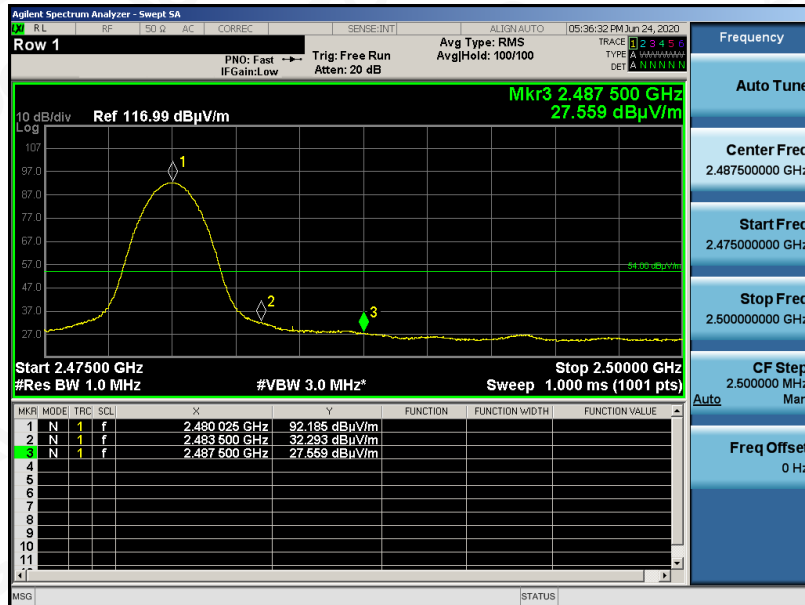 Agilent Spectrum Analyzer - Swept SA
LXI RL RF 50 Ω AC CORREC SENSE:INT ALIGN AUTO 05:36:32 PM Jun 24, 2020
Row 1
PNO: Fast
IFGain:Low
Trig: Free Run
Atten: 20 dB
Avg Type: RMS
Avg|Hold: 100/100
TRACE 1 2 3 4 5 6
TYPE A WWWWW
DET A N N N N N
Mkr3 2.487 500 GHz
27.559 dBµV/m
10 dB/div Ref 116.99 dBµV/m
Log
107
97.0
87.0
77.0
67.0
57.0
47.0
37.0
27.0
1
2
3
54.00 dBµV/m
Start 2.47500 GHz Stop 2.50000 GHz
#Res BW 1.0 MHz #VBW 3.0 MHz* Sweep 1.000 ms (1001 pts)
MKR MODE TRC SCL X Y FUNCTION FUNCTION WIDTH FUNCTION VALUE
1 N 1 f 2.480 025 GHz 92.185 dBµV/m
2 N 1 f 2.483 500 GHz 32.293 dBµV/m
3 N 1 f 2.487 500 GHz 27.559 dBµV/m
4
5
6
7
8
9
10
11
MSG STATUS
Frequency
Auto Tune
Center Freq
2.487500000 GHz
Start Freq
2.475000000 GHz
Stop Freq
2.500000000 GHz
CF Step
2.500000 MHz
Auto Man
Freq Offset
0 Hz